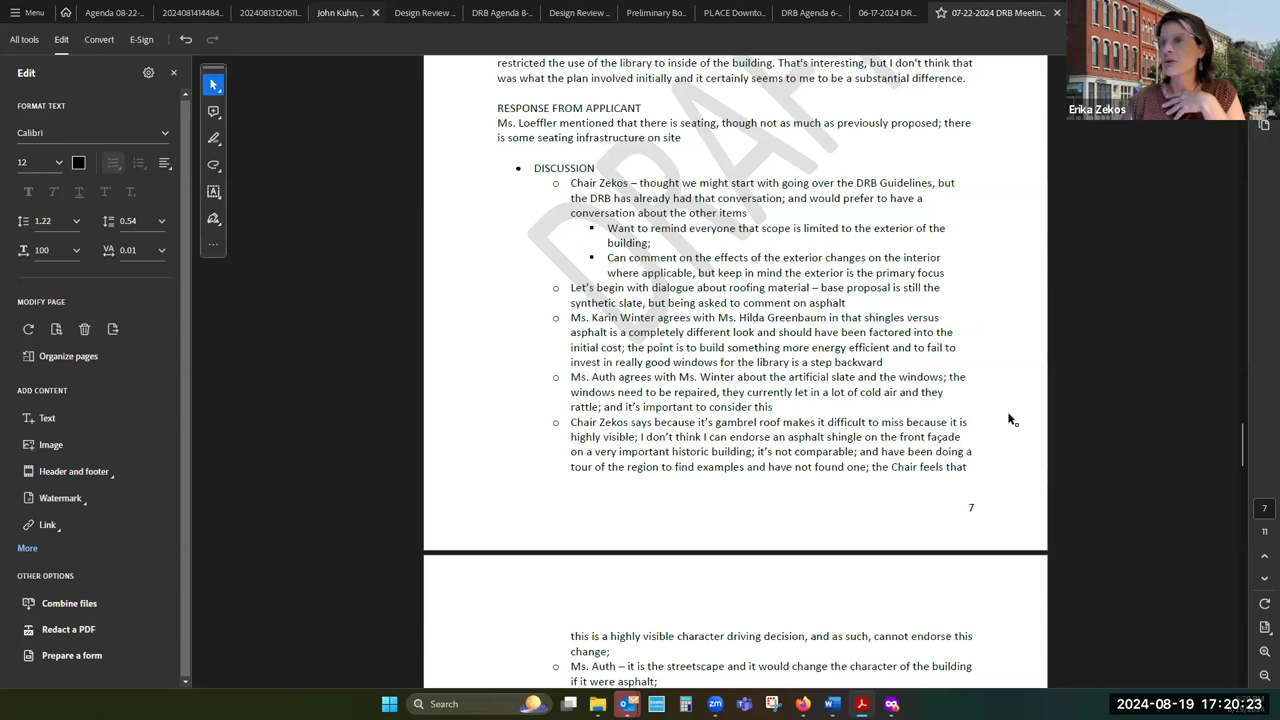 Menu
Agenda 08-22-...
2024081414484...
20240813120611...
John Kuhn, ...
Design Review ...
DRB Agenda 8-...
Design Review ...
Preliminary Bo...
PLACE Downto...
DRB Agenda 6-...
06-17-2024 DR...
07-22-2024 DRB Meetin...
All tools
Edit
Convert
E-Sign
Edit
FORMAT TEXT
Calibri
12
1.22
0.54
100
0.01
MODIFY PAGE
Organize pages
ADD CONTENT
Text
Image
Header and footer
Watermark
Link
More
OTHER OPTIONS
Combine files
Redact a PDF
Prepare a form
restricted the use of the library to inside of the building. That's interesting, but I don't think that
was what the plan involved initially and it certainly seems to me to be a substantial difference.
RESPONSE FROM APPLICANT
Ms. Loeffler mentioned that there is seating, though not as much as previously proposed; there
is some seating infrastructure on site
DISCUSSION
Chair Zekos – thought we might start with going over the DRB Guidelines, but
the DRB has already had that conversation; and would prefer to have a
conversation about the other items
Want to remind everyone that scope is limited to the exterior of the
building;
Can comment on the effects of the exterior changes on the interior
where applicable, but keep in mind the exterior is the primary focus
Let's begin with dialogue about roofing material – base proposal is still the
synthetic slate, but being asked to comment on asphalt
Ms. Karin Winter agrees with Ms. Hilda Greenbaum in that shingles versus
asphalt is a completely different look and should have been factored into the
initial cost; the point is to build something more energy efficient and to fail to
invest in really good windows for the library is a step backward
Ms. Auth agrees with Ms. Winter about the artificial slate and the windows; the
windows need to be repaired, they currently let in a lot of cold air and they
rattle; and it's important to consider this
Chair Zekos says because it's gambrel roof makes it difficult to miss because it is
highly visible; I don't think I can endorse an asphalt shingle on the front façade
on a very important historic building; it's not comparable; and have been doing a
tour of the region to find examples and have not found one; the Chair feels that
7
this is a highly visible character driving decision, and as such, cannot endorse this
change;
Ms. Auth – it is the streetscape and it would change the character of the building
if it were asphalt;
DRAFT
Erika Zekos
7
11
Search
2024-08-19 17:20:23